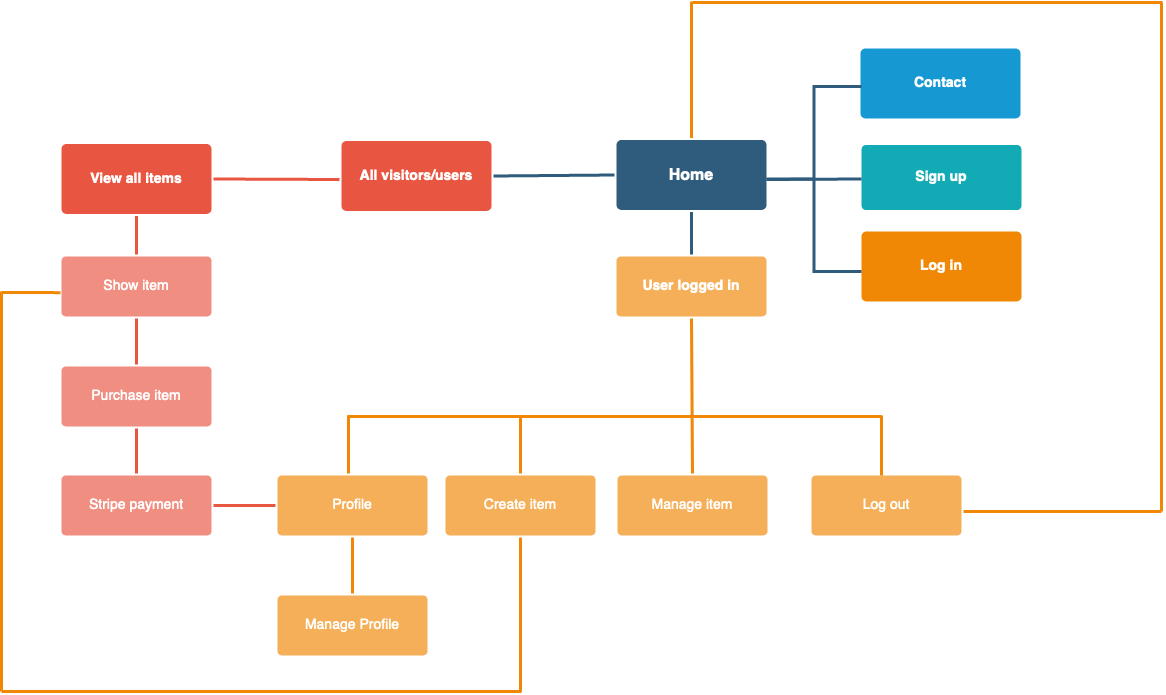 Contact
View all items
All visitors/users
Home
Sign up
Log in
Show item
User logged in
Purchase item
Stripe payment
Profile
Create item
Manage item
Log out
Manage Profile